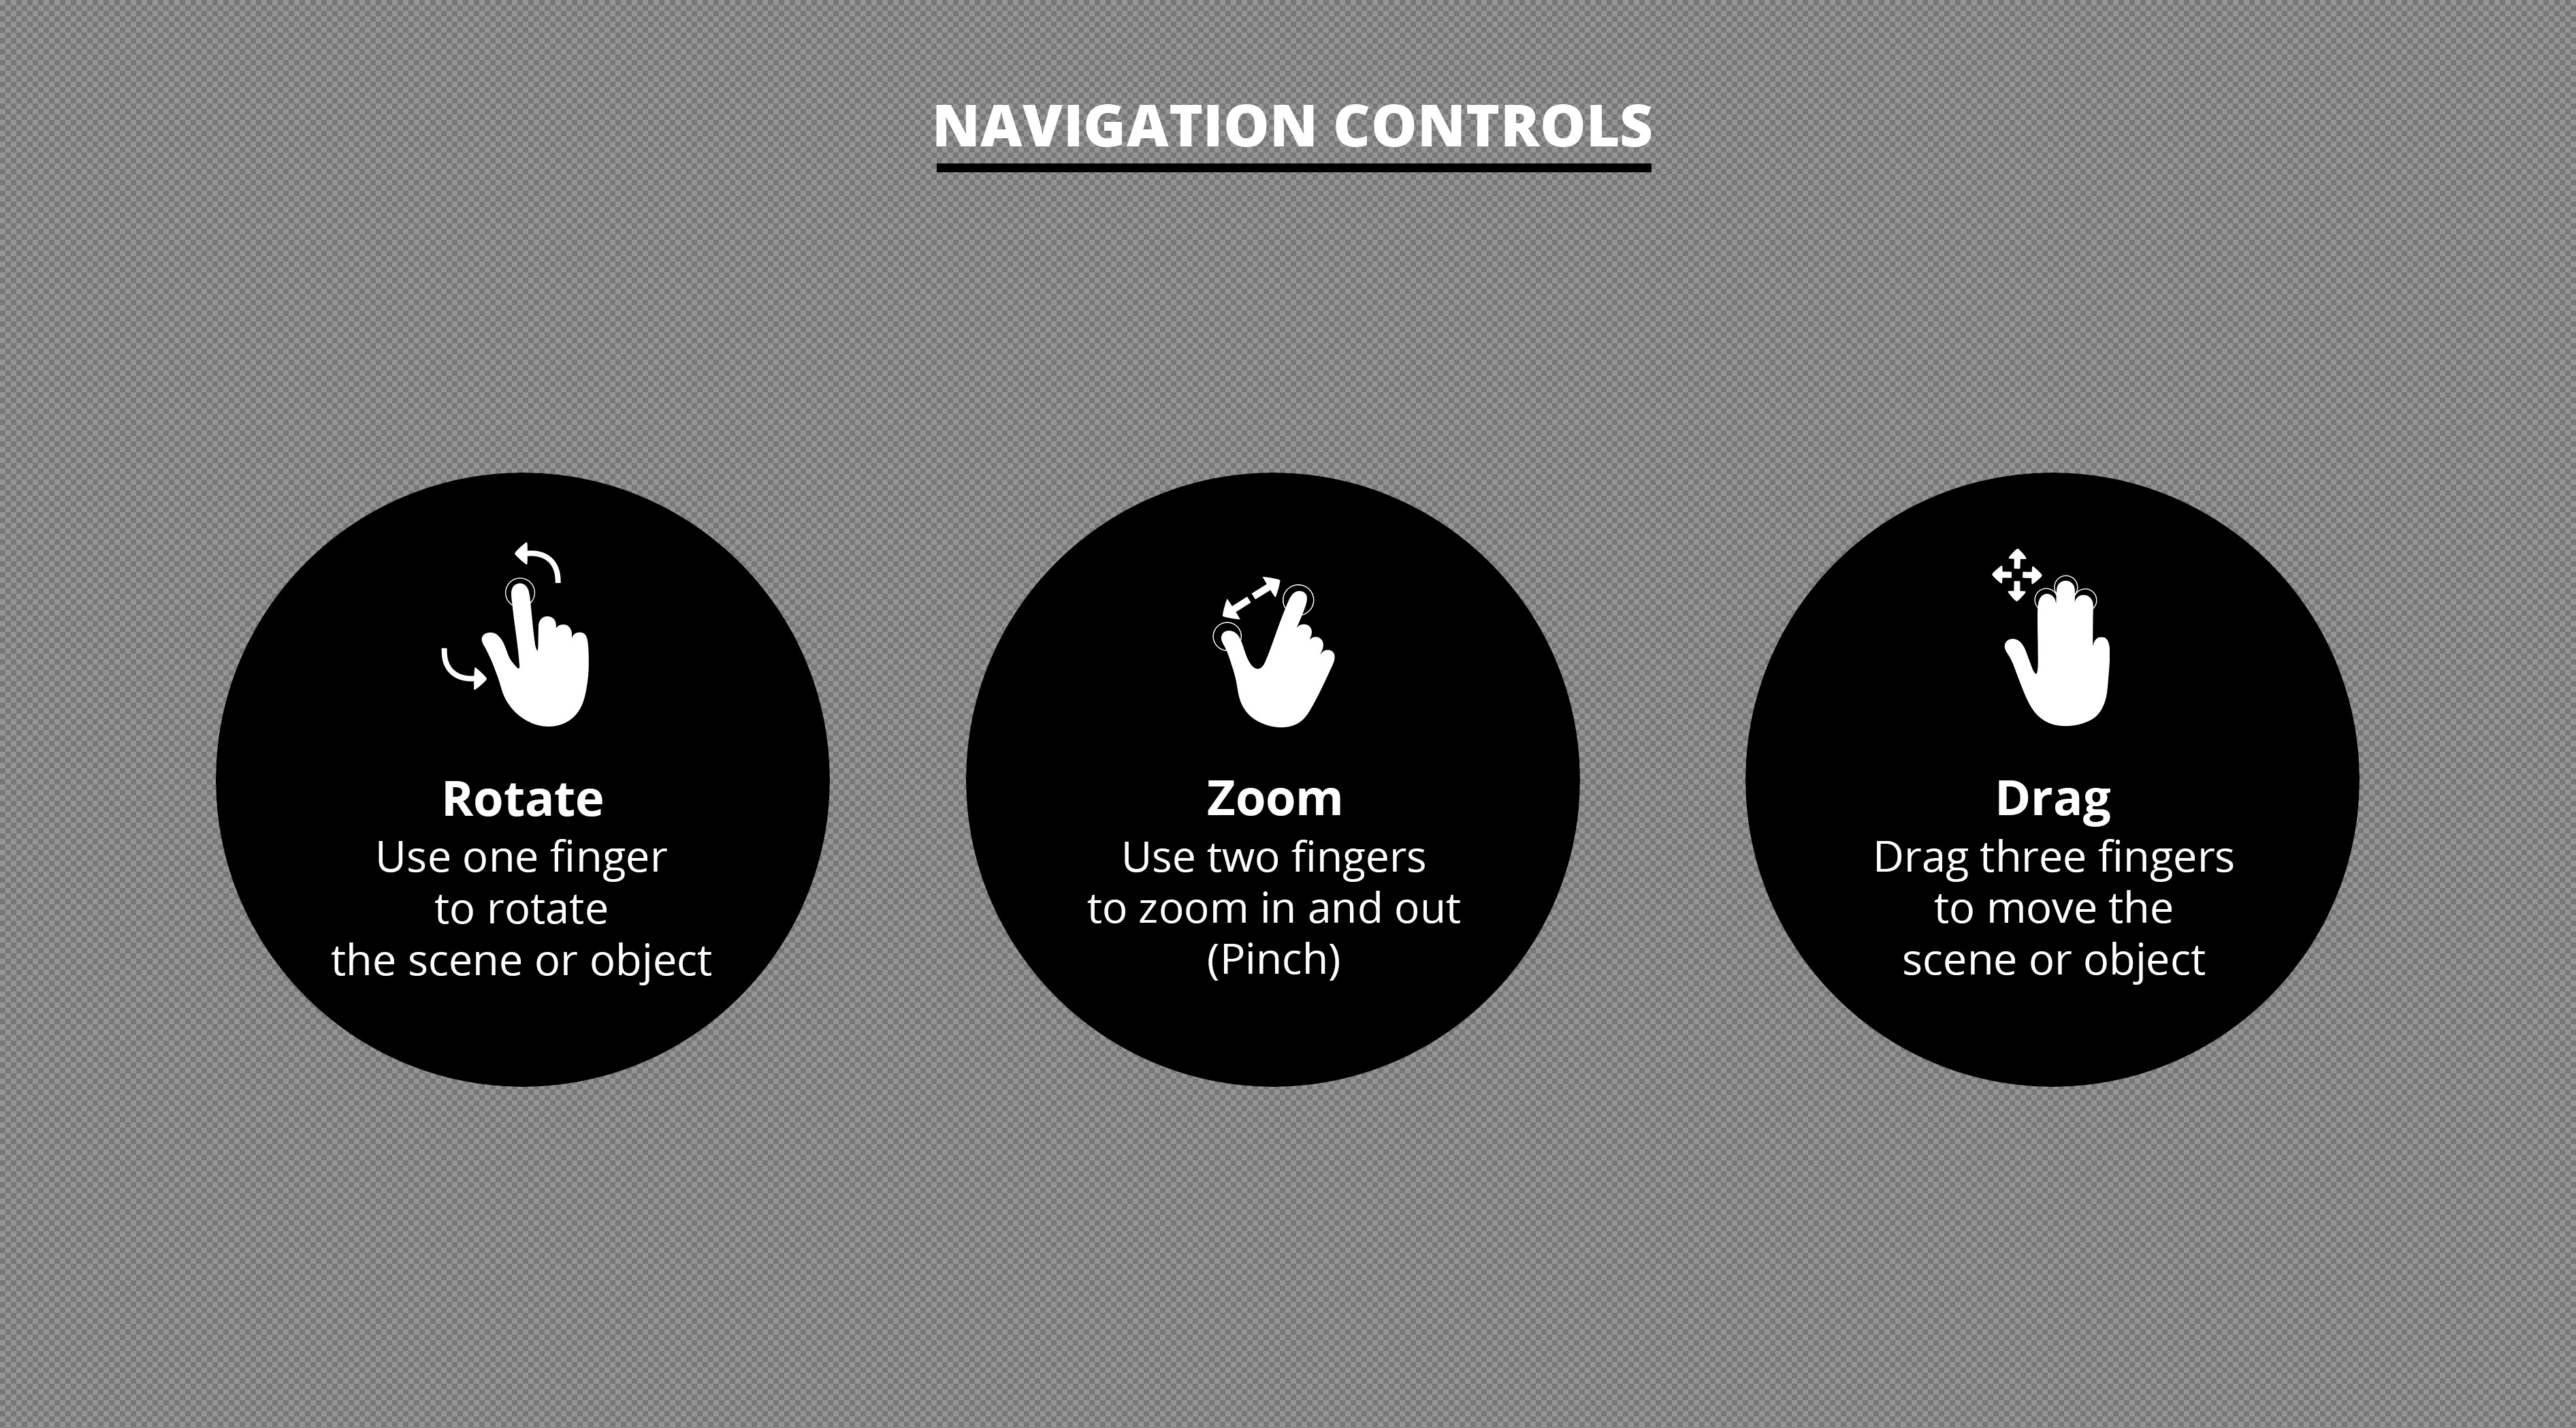 NAVIGATION CONTROLS
Rotate
Use one finger
to rotate
the scene or object
Zoom
Use two fingers
to zoom in and out
(Pinch)
Drag
Drag three fingers
to move the
scene or object